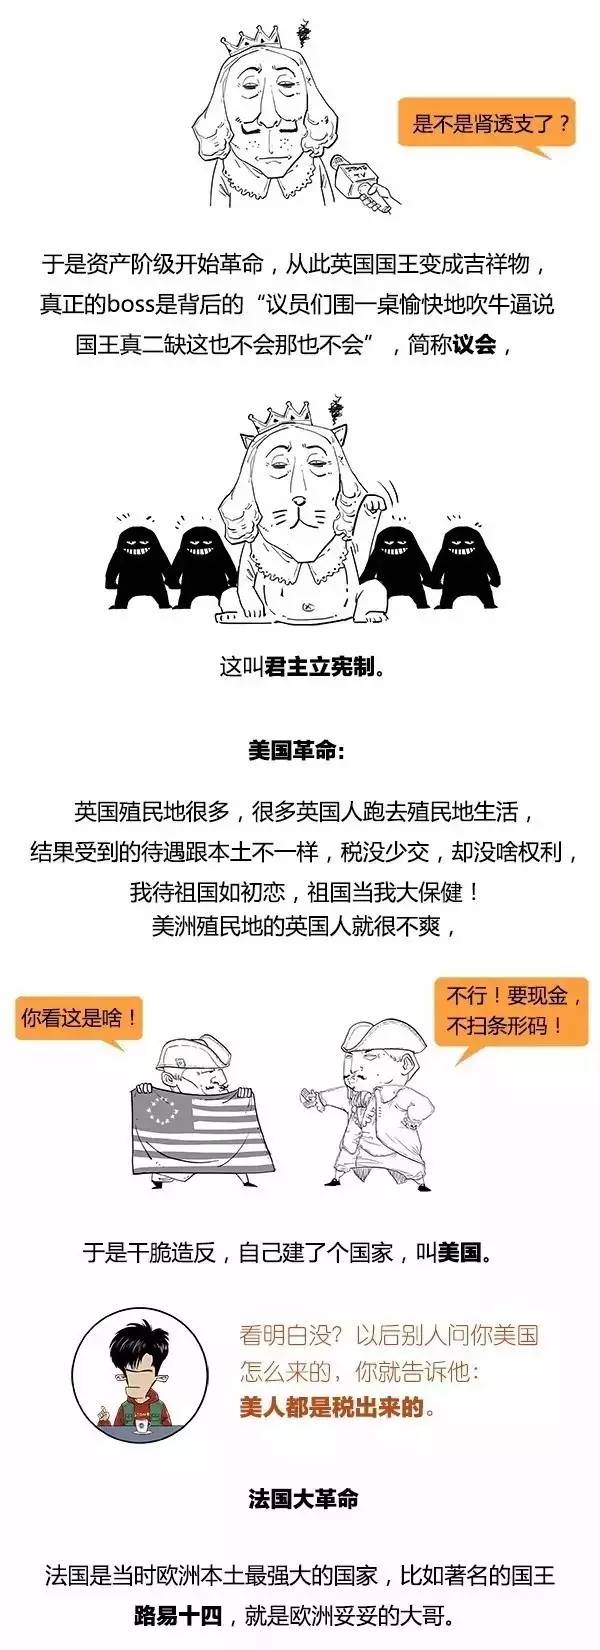 是不是肾透支了？
于是资产阶级开始革命，从此英国国王变成吉祥物，
真正的boss是背后的“议员们围一桌愉快地吹牛逼说
国王真二缺这也不会那也不会”，简称议会，
这叫君主立宪制。
美国革命:
英国殖民地很多，很多英国人跑去殖民地生活，
结果受到的待遇跟本土不一样，税没少交，却没啥权利，
我待祖国如初恋，祖国当我大保健！
美洲殖民地的英国人就很不爽，
你看这是啥！
不行！要现金，
不扫条形码！
于是干脆造反，自己建了个国家，叫美国。
看明白没？以后别人问你美国
怎么来的，你就告诉他：
美人都是税出来的。
法国大革命
法国是当时欧洲本土最强大的国家，比如著名的国王
路易十四，就是欧洲妥妥的大哥。